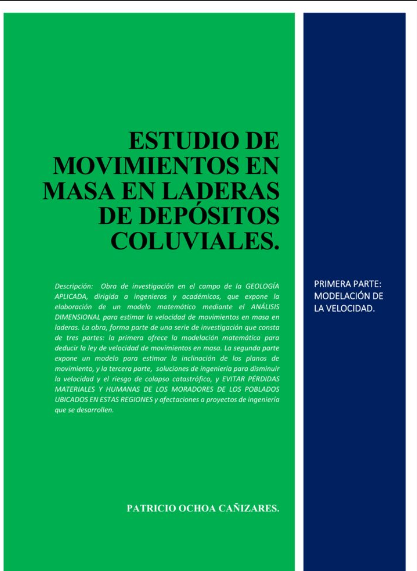 ESTUDIO DE
MOVIMIENTOS EN
MASA EN LADERAS
DE DEPÓSITOS
COLUVIALES.
Descripción: Obra de investigación en el campo de la GEOLOGÍA
APLICADA, dirigida a ingenieros y académicos, que expone la
elaboración de un modelo matemático mediante el ANÁLISIS
DIMENSIONAL para estimar la velocidad de movimientos en masa en
laderas. La obra, forma parte de una serie de investigación que consta
de tres partes: la primera ofrece la modelación matemática para
deducir la ley de velocidad de movimientos en masa. La segunda parte
expone un modelo para estimar la inclinación de los planos de
movimiento, y la tercera parte, soluciones de ingeniería para disminuir
la velocidad y el riesgo de colapso catastrófico, y EVITAR PÉRDIDAS
MATERIALES Y HUMANAS DE LOS MORADORES DE LOS POBLADOS
UBICADOS EN ESTAS REGIONES y afectaciones a proyectos de ingeniería
que se desarrollen.
PRIMERA PARTE:
MODELACIÓN DE
LA VELOCIDAD.
PATRICIO OCHOA CAÑIZARES.